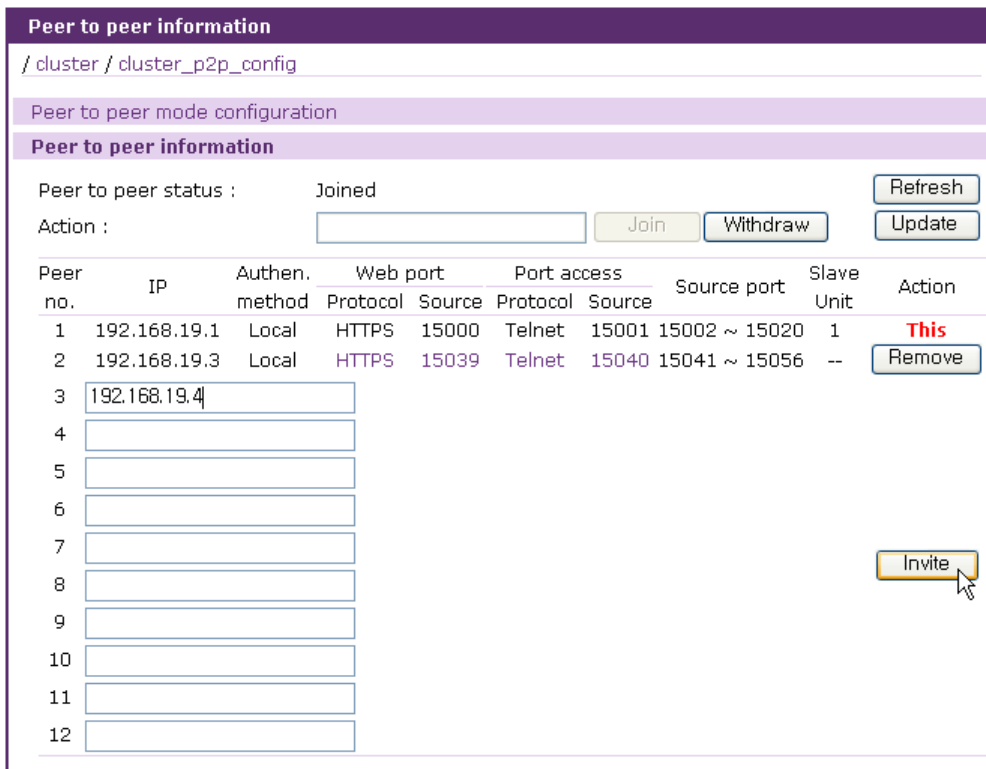 Peer to peer information
/ cluster / cluster_p2p_config
Peer to peer mode configuration
Peer to peer information
Peer to peer status : Joined Refresh
Action : Join Withdraw Update
Peer no. IP Authen. method Web port Port access Source port Slave Unit Action
Protocol Source Protocol Source
1 192.168.19.1 Local HTTPS 15000 Telnet 15001 15002 ~ 15020 1 This
2 192.168.19.3 Local HTTPS 15039 Telnet 15040 15041 ~ 15056 -- Remove
3 192.168.19.4
4
5
6
7 Invite
8
9
10
11
12